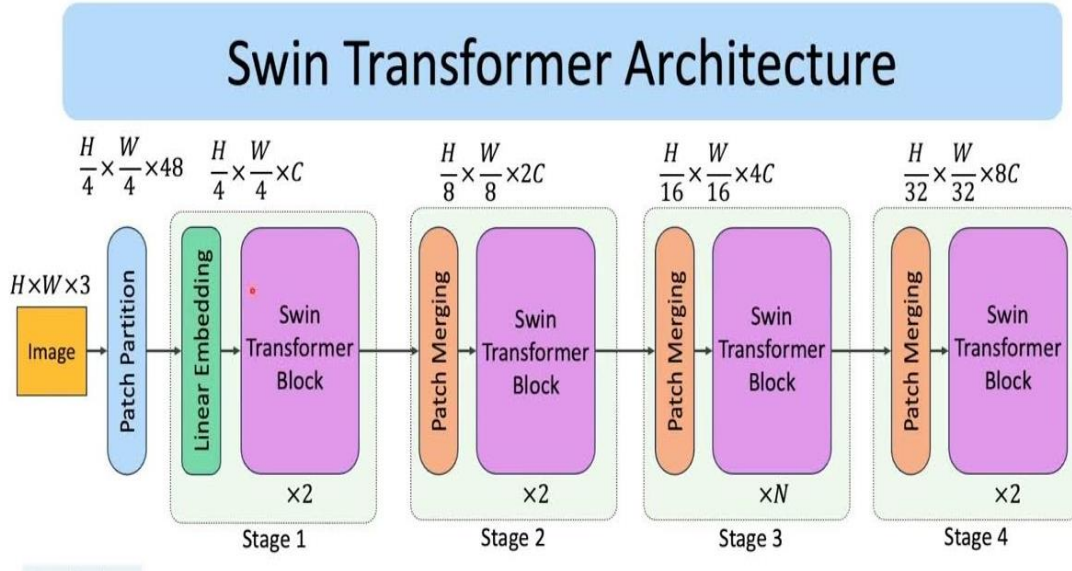 Swin Transformer Architecture
H/4 × W/4 × 48
H/4 × W/4 × C
H/8 × W/8 × 2C
H/16 × W/16 × 4C
H/32 × W/32 × 8C
H×W×3
Image
Patch Partition
Linear Embedding
Swin
Transformer
Block
×2
Stage 1
Patch Merging
Swin
Transformer
Block
×2
Stage 2
Patch Merging
Swin
Transformer
Block
×N
Stage 3
Patch Merging
Swin
Transformer
Block
×2
Stage 4